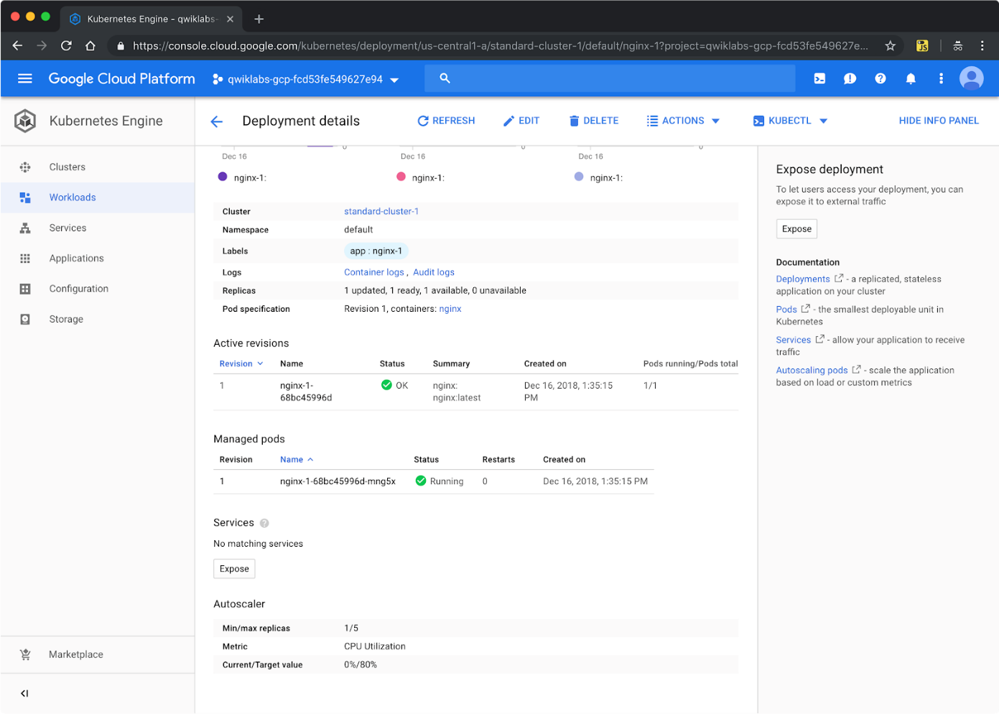 Kubernetes Engine - qwiklabs-
https://console.cloud.google.com/kubernetes/deployment/us-central1-a/standard-cluster-1/default/nginx-1?project=qwiklabs-gcp-fcd53fe549627e...
JS
Google Cloud Platform
qwiklabs-gcp-fcd53fe549627e94
Kubernetes Engine
Deployment details
REFRESH
EDIT
DELETE
ACTIONS
KUBECTL
HIDE INFO PANEL
Clusters
Workloads
Services
Applications
Configuration
Storage
Marketplace
0 0 0
Dec 16 Dec 16 Dec 16
nginx-1: nginx-1: nginx-1:
Cluster standard-cluster-1
Namespace default
Labels app : nginx-1
Logs Container logs , Audit logs
Replicas 1 updated, 1 ready, 1 available, 0 unavailable
Pod specification Revision 1, containers: nginx
Active revisions
Revision Name Status Summary Created on Pods running/Pods total
1 nginx-1- OK nginx: Dec 16, 2018, 1:35:15 1/1
68bc45996d nginx:latest PM
Managed pods
Revision Name Status Restarts Created on
1 nginx-1-68bc45996d-mng5x Running 0 Dec 16, 2018, 1:35:15 PM
Services ?
No matching services
Expose
Autoscaler
Min/max replicas 1/5
Metric CPU Utilization
Current/Target value 0%/80%
Expose deployment
To let users access your deployment, you can
expose it to external traffic
Expose
Documentation
Deployments - a replicated, stateless
application on your cluster
Pods - the smallest deployable unit in
Kubernetes
Services - allow your application to receive
traffic
Autoscaling pods - scale the application
based on load or custom metrics